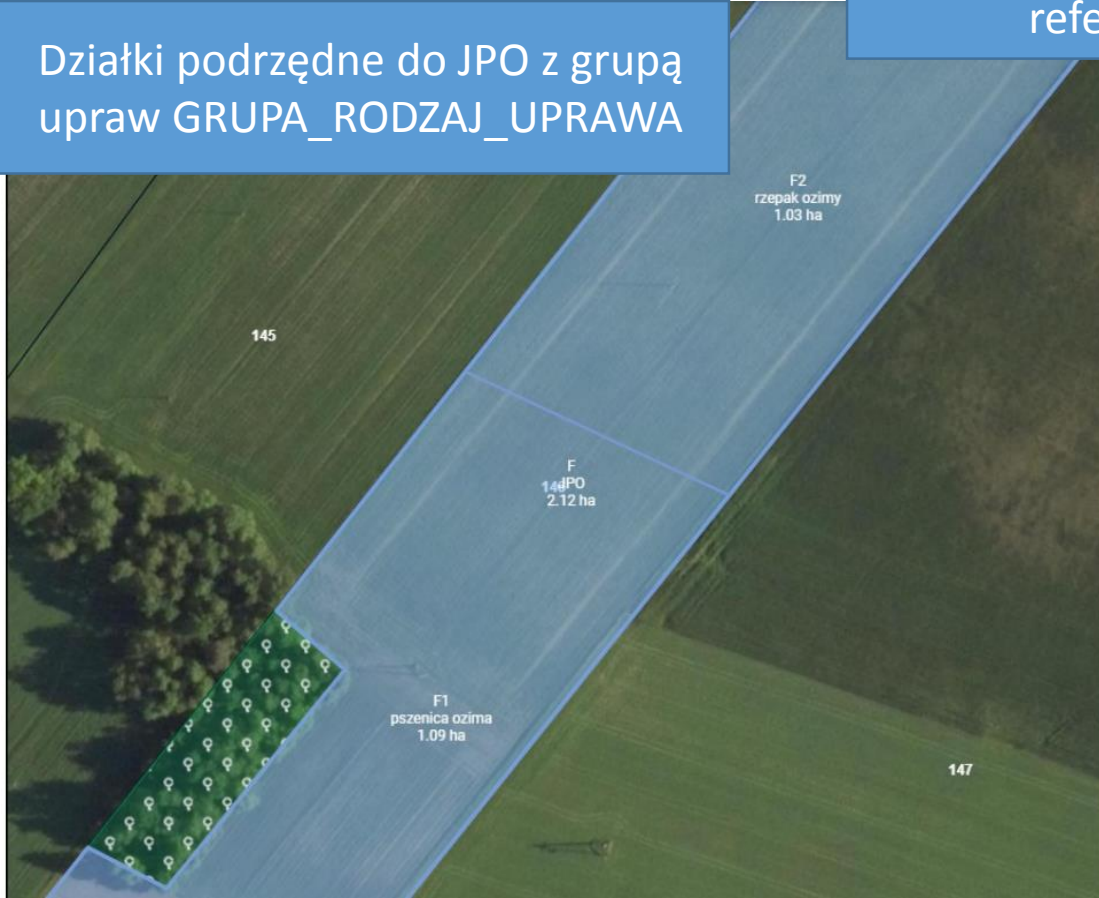 Działki podrzędne do JPO z grupą
upraw GRUPA_RODZAJ_UPRAWA
refe
F2
rzepak ozimy
1.03 ha
145
F
JPO
2.12 ha
F1
pszenica ozima
1.09 ha
147